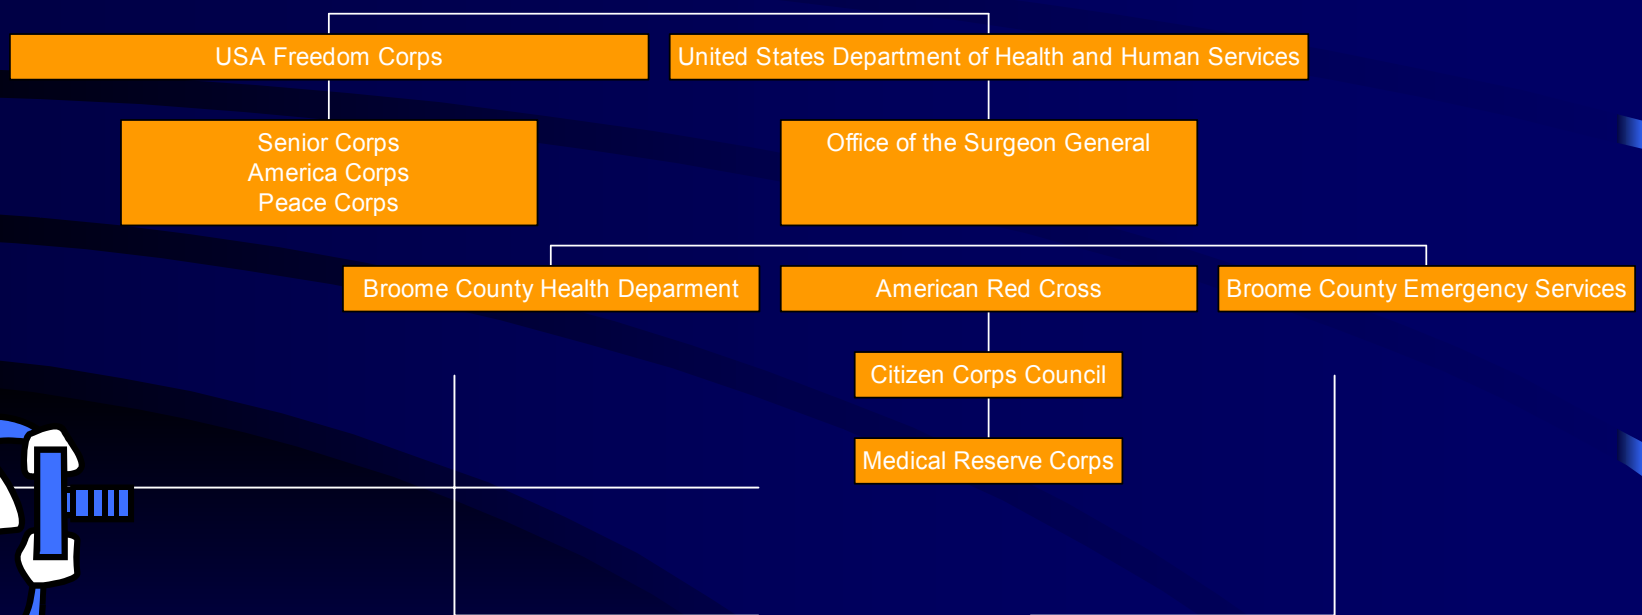 USA Freedom Corps
United States Department of Health and Human Services
Senior Corps
America Corps
Peace Corps
Office of the Surgeon General
Broome County Health Deparment
American Red Cross
Broome County Emergency Services
Citizen Corps Council
Medical Reserve Corps